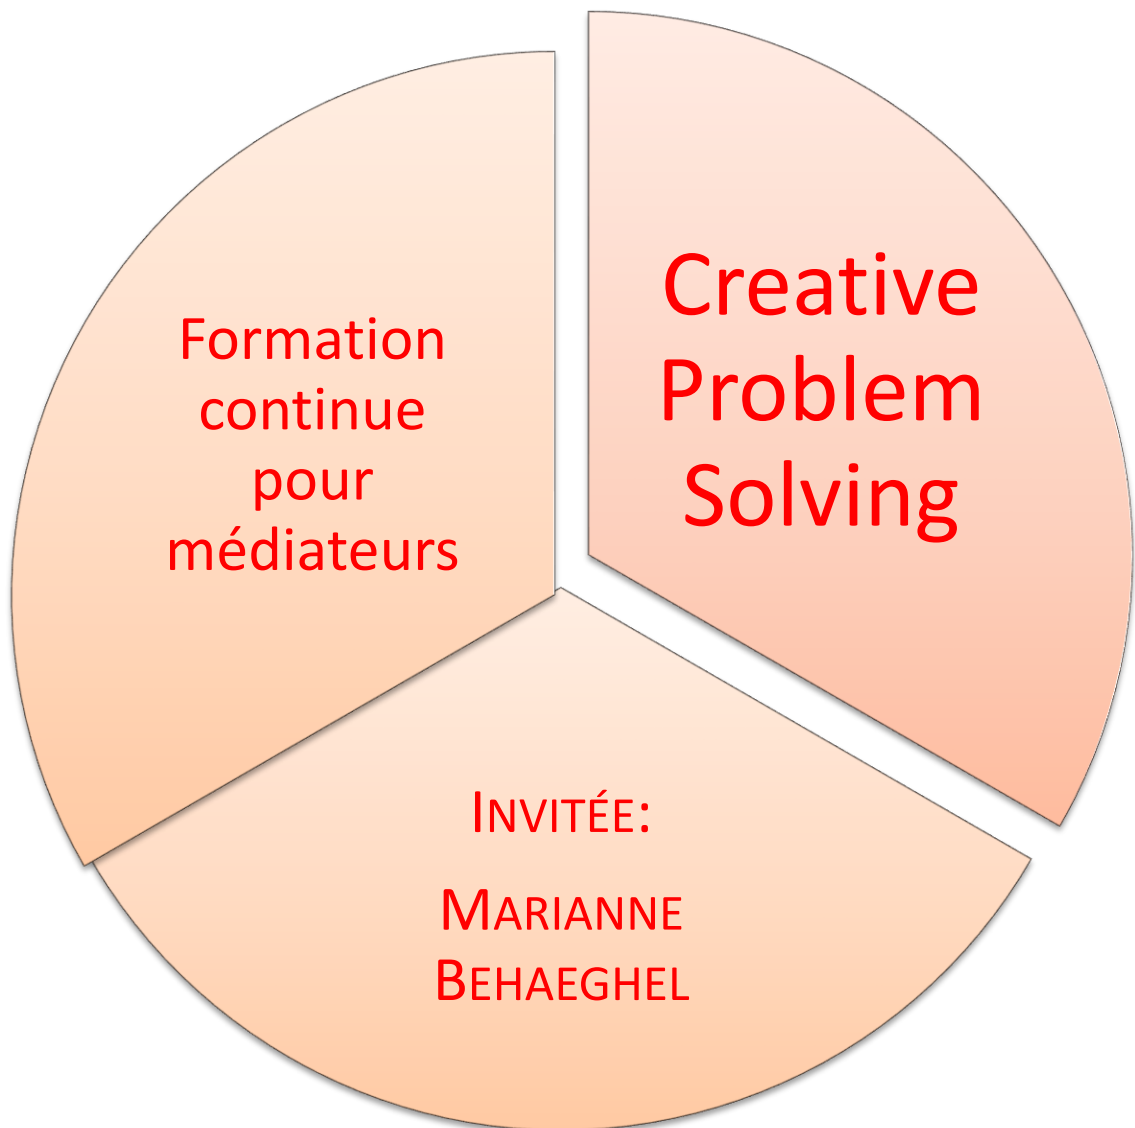 Creative
Problem
Solving
Formation
continue
pour
médiateurs
INVITÉE:
MARIANNE
BEHAEGHEL